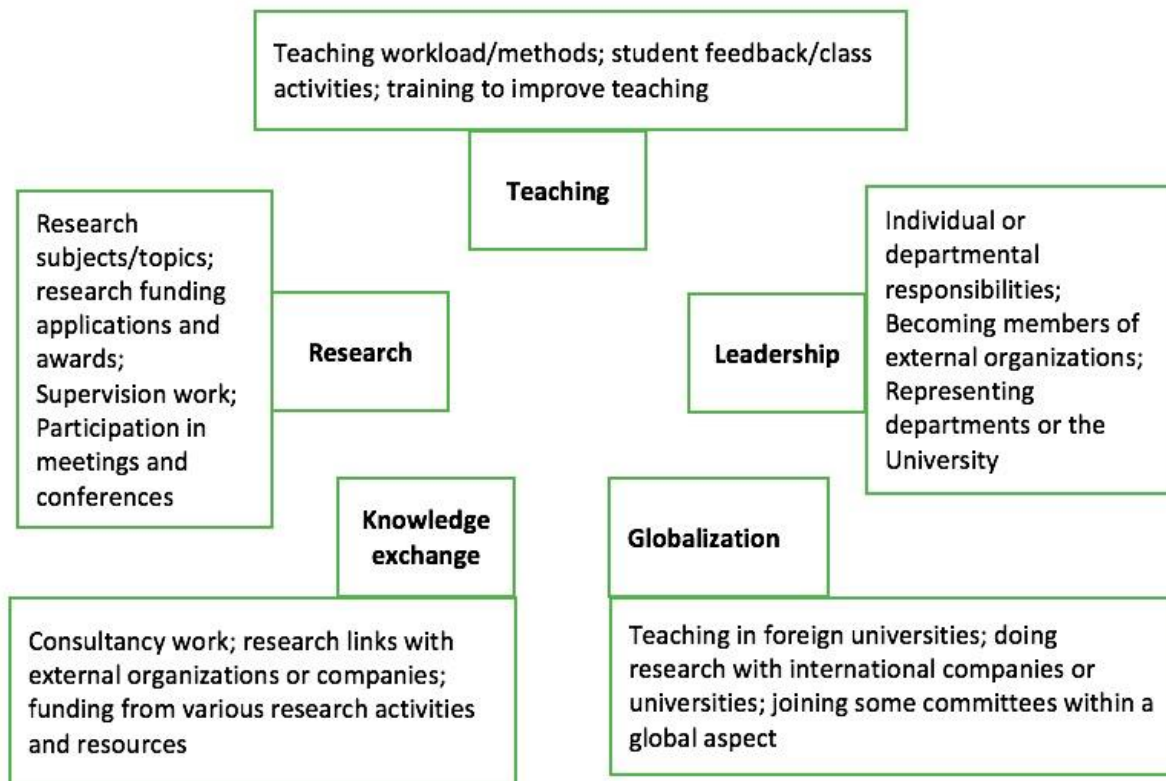 Teaching workload/methods; student feedback/class
activities; training to improve teaching
Teaching
Research
subjects/topics;
research funding
applications and
awards;
Supervision work;
Participation in
meetings and
conferences
Research
Leadership
Individual or
departmental
responsibilities;
Becoming members of
external organizations;
Representing
departments or the
University
Knowledge
exchange
Globalization
Consultancy work; research links with
external organizations or companies;
funding from various research activities
and resources
Teaching in foreign universities; doing
research with international companies or
universities; joining some committees within a
global aspect